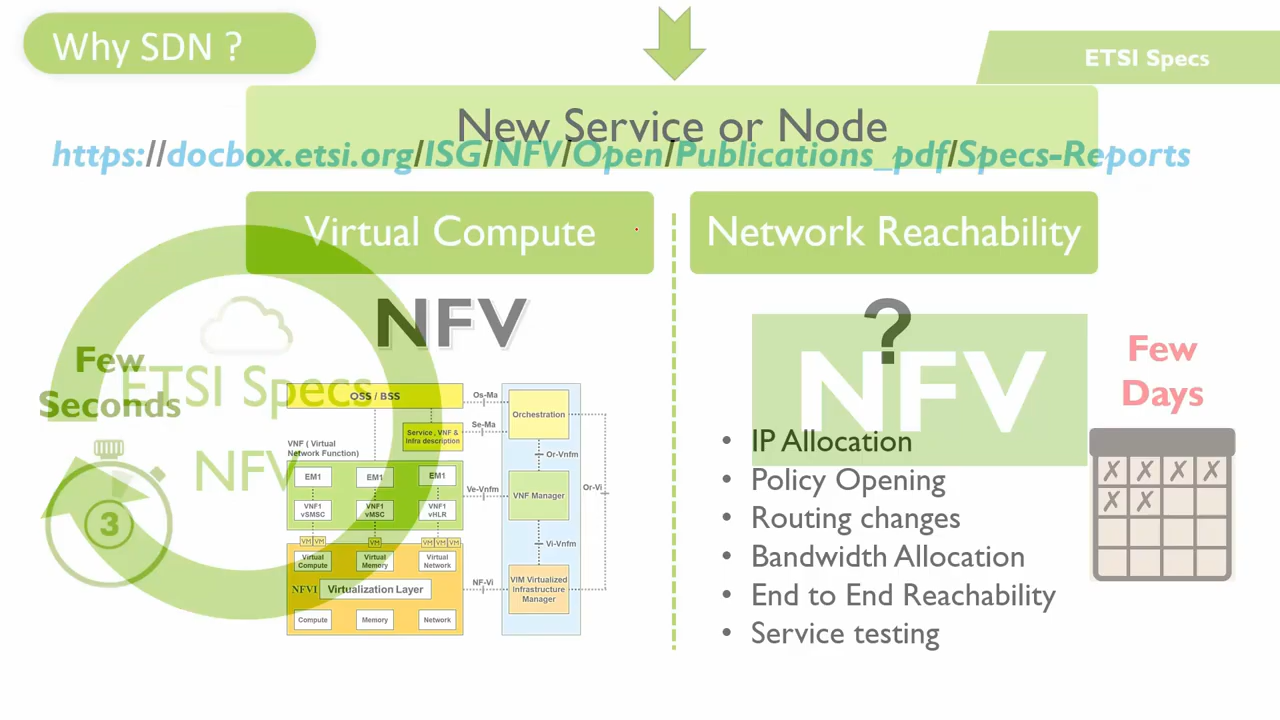 Why SDN ?
ETSI Specs
New Service or Node
https://docbox.etsi.org/ISG/NFV/Open/Publications_pdf/Specs-Reports
Virtual Compute
Network Reachability
NFV
?
NFV
Few
Seconds
ETSI Specs
NFV
3
Few
Days
OSS / BSS
Os-Ma
Orchestration
Service , VNF &
Infra description
Se-Ma
VNF ( Virtual
Network Function)
Or-Vnfm
EM1
EM1
EM1
Ve-Vnfm
VNF Manager
Or-Vi
VNF1
vSMSC
VNF1
vMSC
VNF1
vHLR
VM VM
VM
VM VM VM
Vi-Vnfm
Virtual
Compute
Virtual
Memory
Virtual
Network
NFVI
Virtualization Layer
NF-Vi
VIM Virtualized
Infrastructure
Manager
Compute
Memory
Network
• IP Allocation
• Policy Opening
• Routing changes
• Bandwidth Allocation
• End to End Reachability
• Service testing